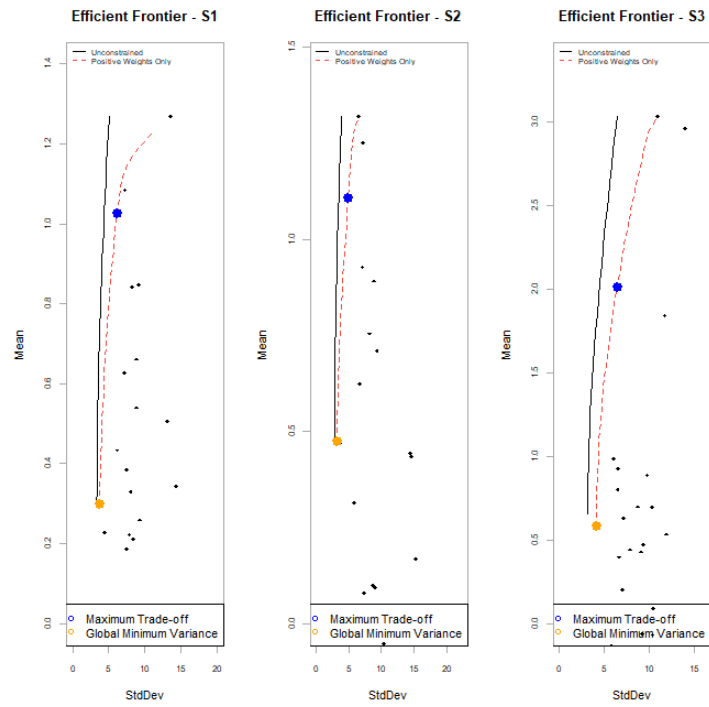 Efficient Frontier - S1
Unconstrained
Positive Weights Only
1.4
1.2
1.0
0.8
0.6
0.4
0.2
0.0
Mean
Maximum Trade-off
Global Minimum Variance
0 5 10 15 20
StdDev
Efficient Frontier - S2
Unconstrained
Positive Weights Only
1.5
1.0
0.5
0.0
Mean
Maximum Trade-off
Global Minimum Variance
0 5 10 15 20
StdDev
Efficient Frontier - S3
Unconstrained
Positive Weights Only
3.0
2.5
2.0
1.5
1.0
0.5
0.0
Mean
Maximum Trade-off
Global Minimum Variance
0 5 10 15 20
StdDev